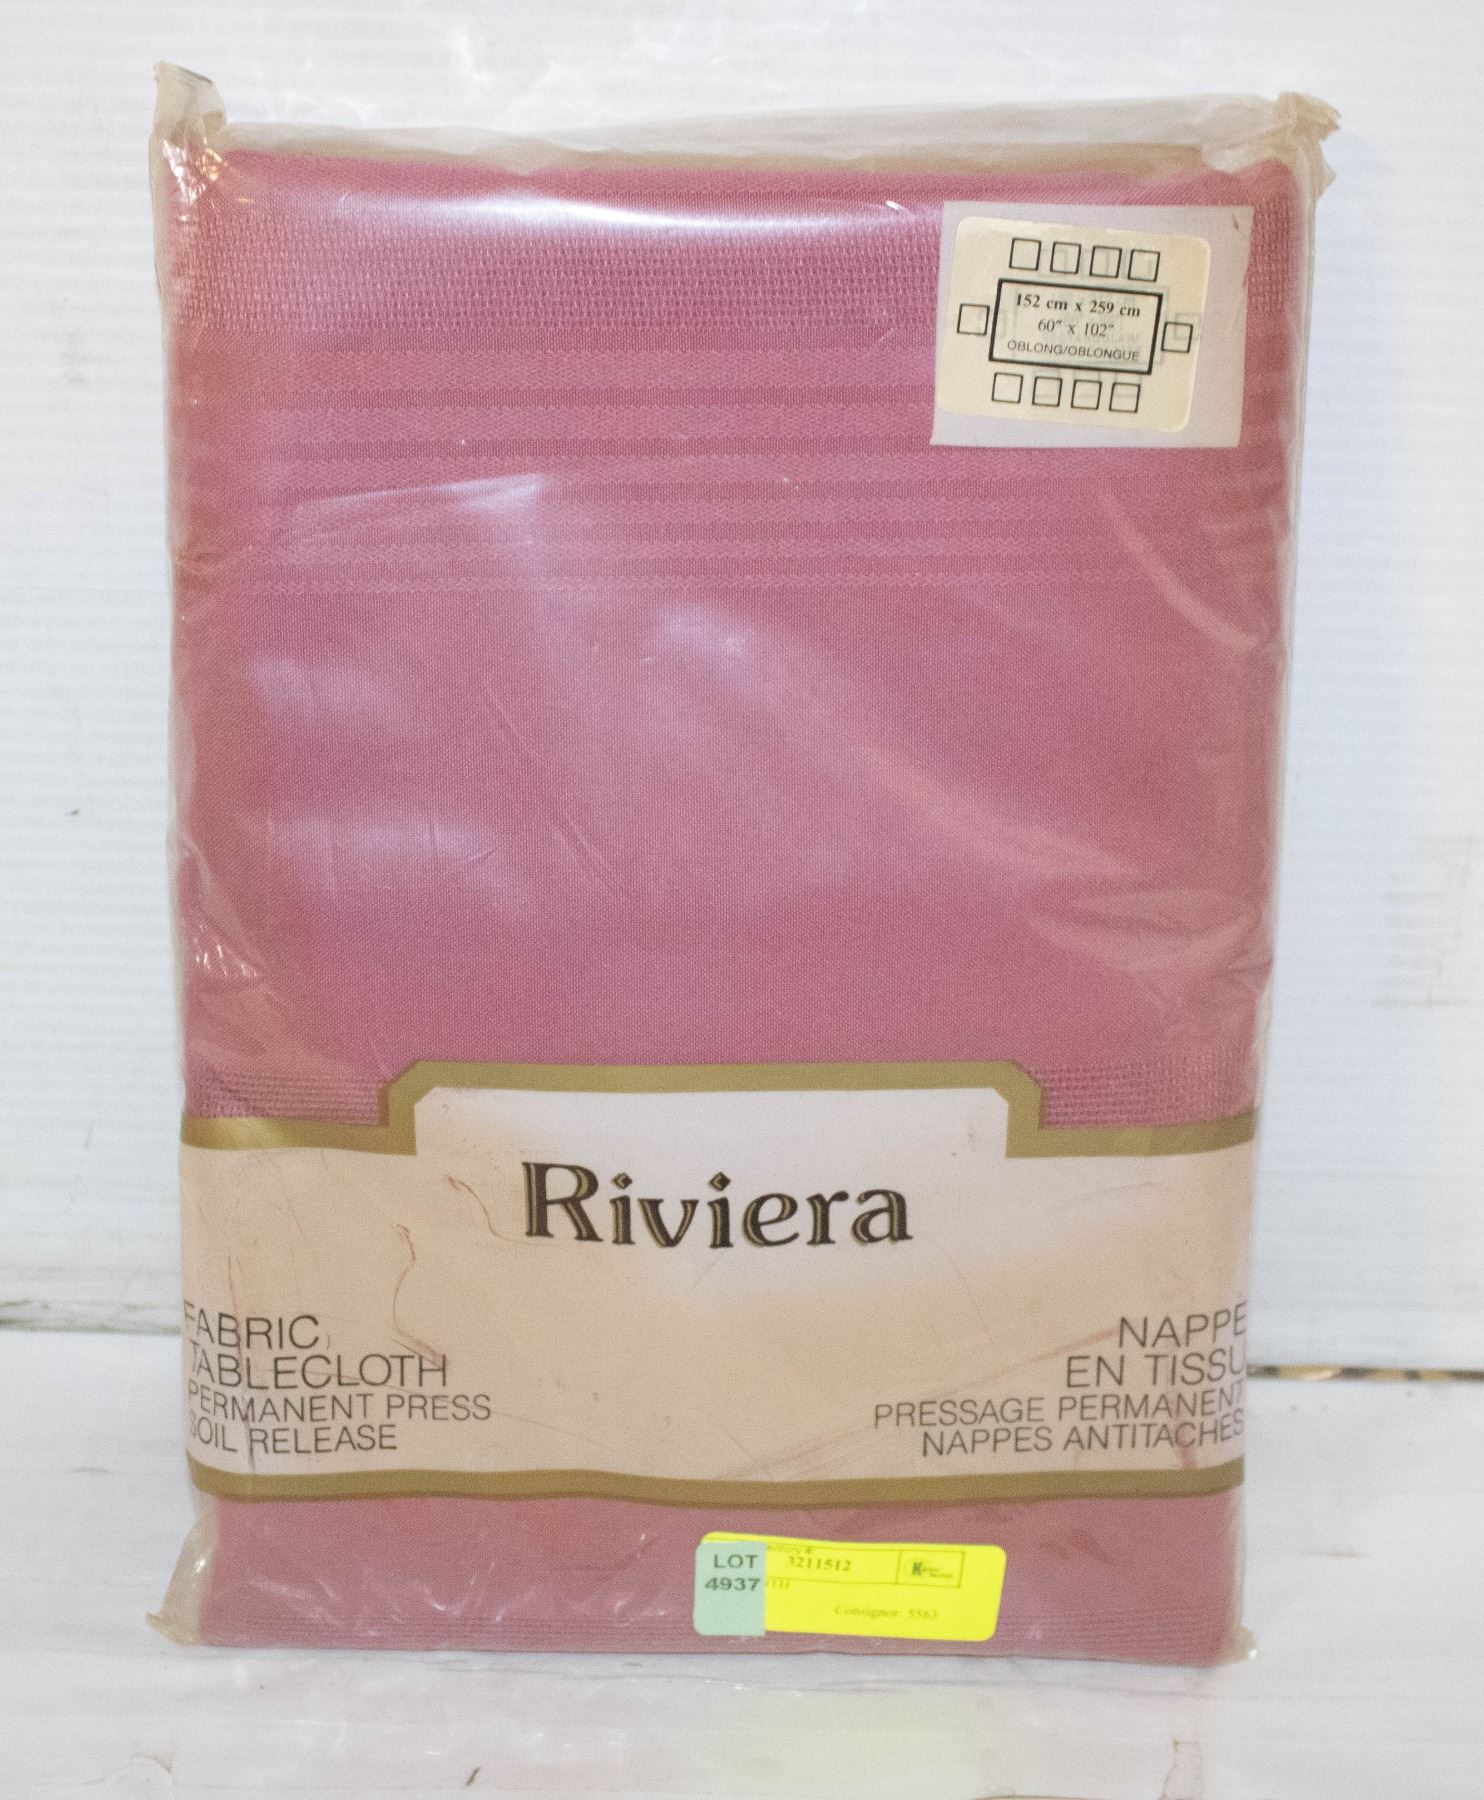 152 cm x 259 cm
60" x 102"
OBLONG/OBLONGUE
Riviera
FABRIC
TABLECLOTH
PERMANENT PRESS
SOIL RELEASE
NAPPE
EN TISSU
PRESSAGE PERMANENT
NAPPES ANTITACHES
LOT
4937
3211512
Consignor: 5563